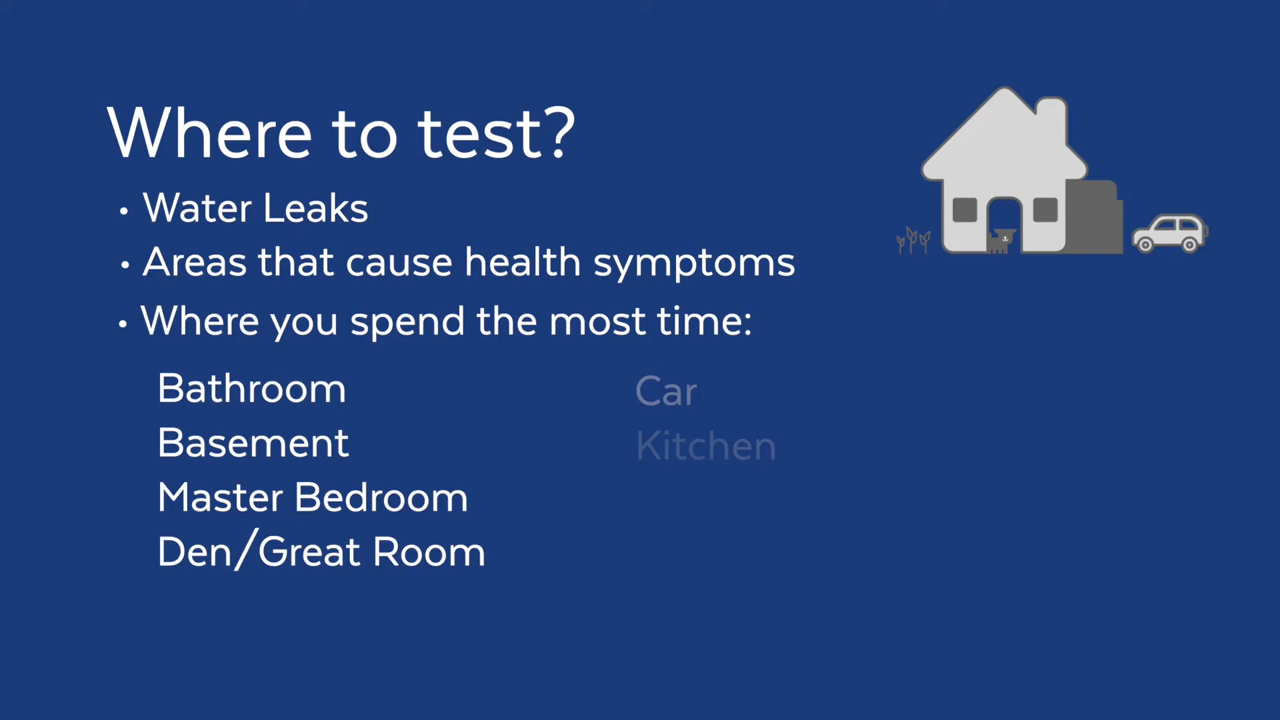 Where to test?
• Water Leaks
• Areas that cause health symptoms
• Where you spend the most time:
Bathroom
Basement
Master Bedroom
Den/Great Room
Car
Kitchen